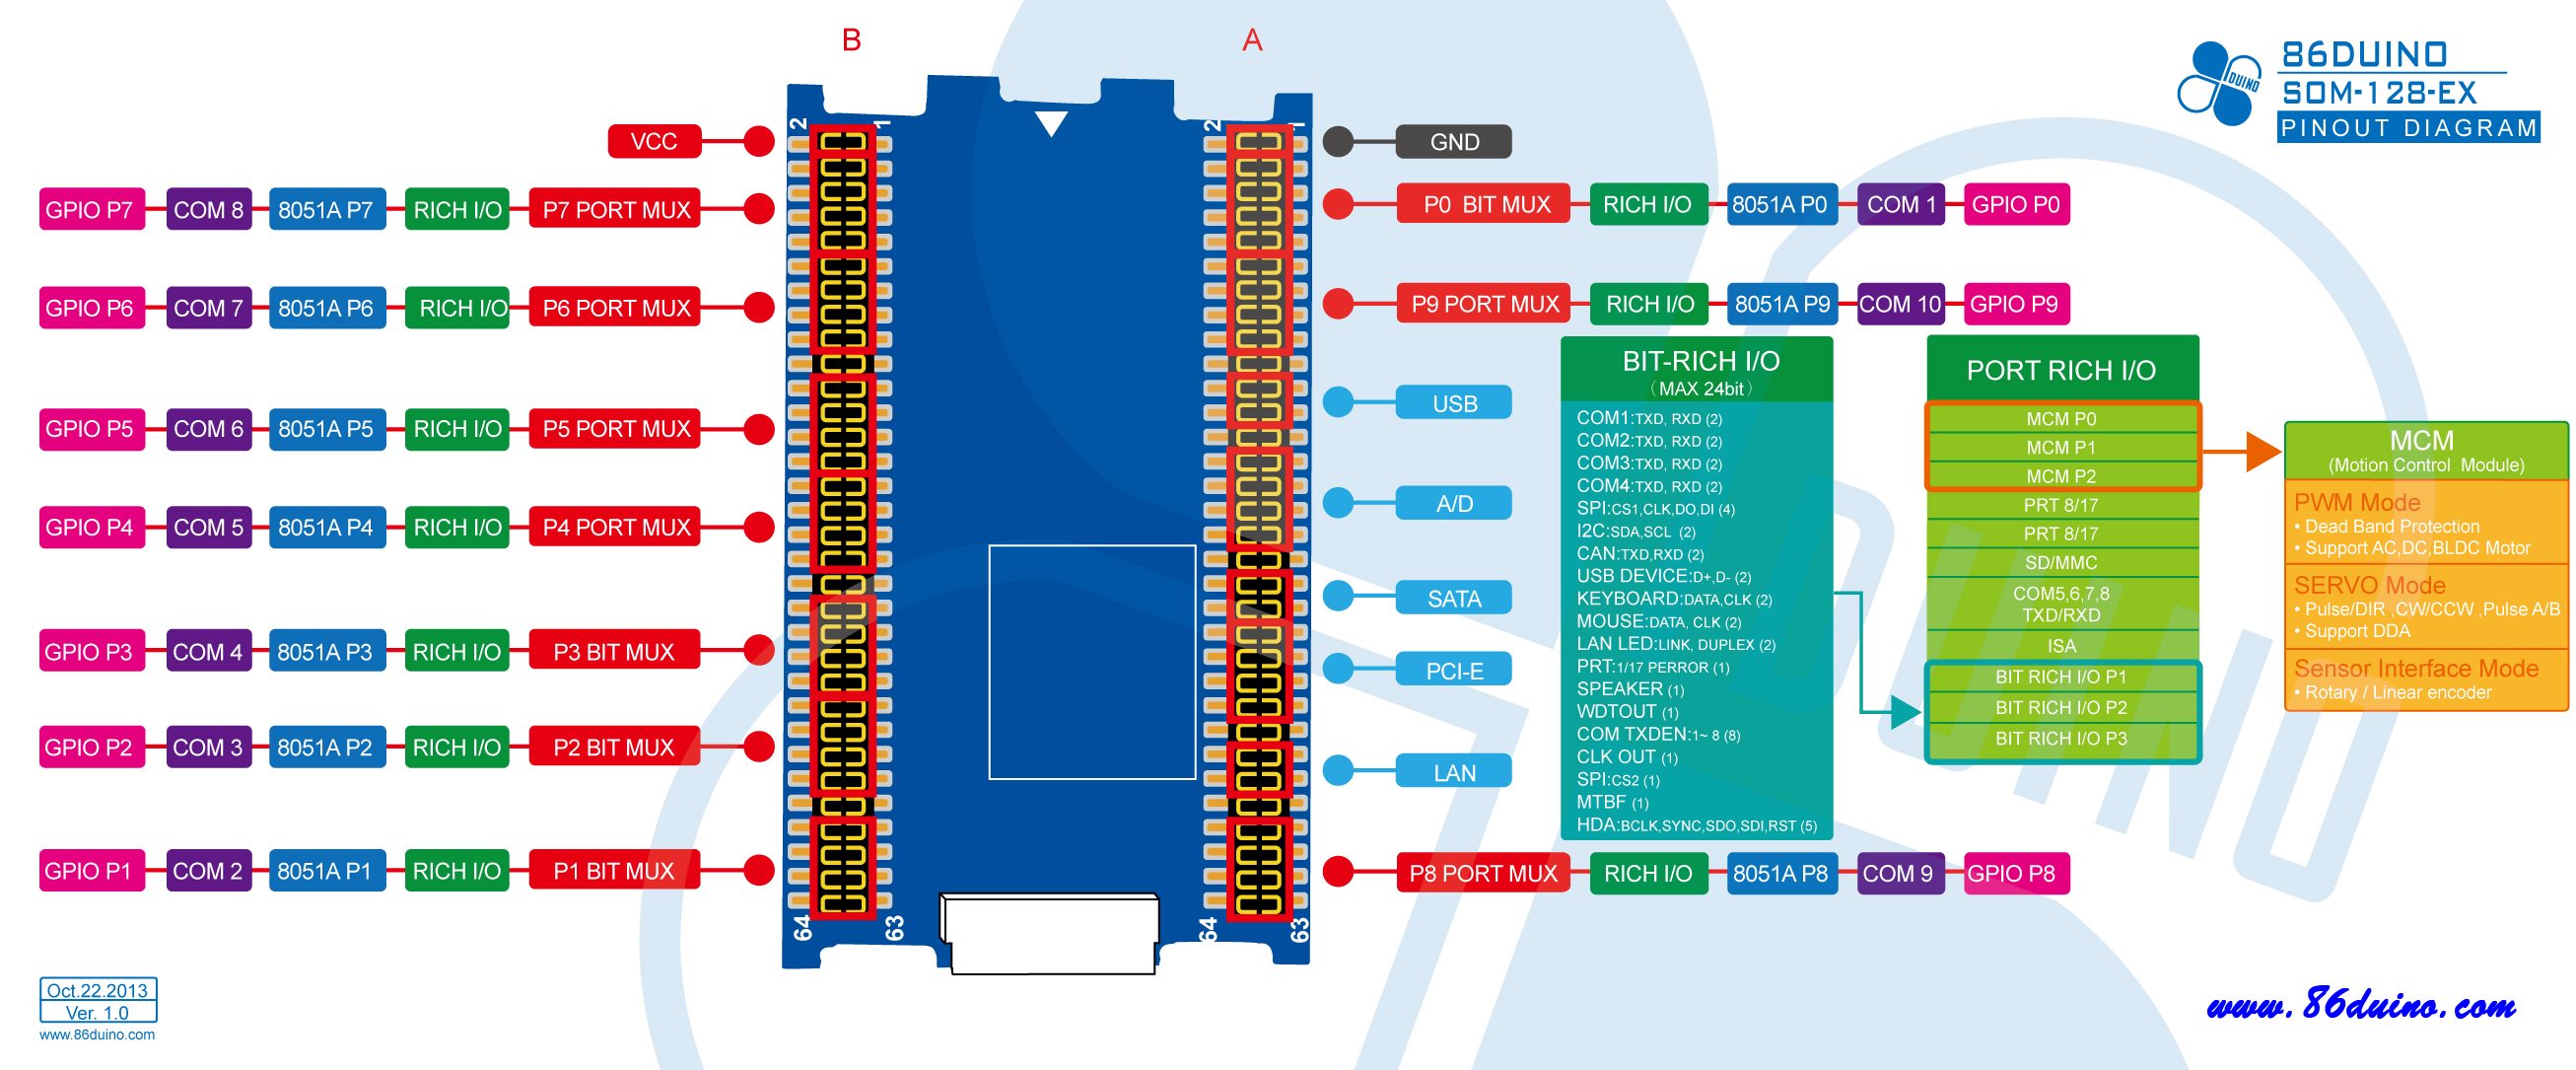 B
A
86DUINO
SOM-128-EX
PINOUT DIAGRAM
DUINO
2
1
2
1
VCC
GND
GPIO P7 COM 8 8051A P7 RICH I/O P7 PORT MUX
P0 BIT MUX RICH I/O 8051A P0 COM 1 GPIO P0
GPIO P6 COM 7 8051A P6 RICH I/O P6 PORT MUX
P9 PORT MUX RICH I/O 8051A P9 COM 10 GPIO P9
GPIO P5 COM 6 8051A P5 RICH I/O P5 PORT MUX
USB
GPIO P4 COM 5 8051A P4 RICH I/O P4 PORT MUX
A/D
SATA
GPIO P3 COM 4 8051A P3 RICH I/O P3 BIT MUX
PCI-E
GPIO P2 COM 3 8051A P2 RICH I/O P2 BIT MUX
LAN
GPIO P1 COM 2 8051A P1 RICH I/O P1 BIT MUX
P8 PORT MUX RICH I/O 8051A P8 COM 9 GPIO P8
64
63
64
63
BIT-RICH I/O
(MAX 24bit)
COM1:TXD, RXD (2)
COM2:TXD, RXD (2)
COM3:TXD, RXD (2)
COM4:TXD, RXD (2)
SPI:CS1,CLK,DO,DI (4)
I2C:SDA,SCL (2)
CAN:TXD,RXD (2)
USB DEVICE:D+,D- (2)
KEYBOARD:DATA,CLK (2)
MOUSE:DATA, CLK (2)
LAN LED:LINK, DUPLEX (2)
PRT:1/17 PERROR (1)
SPEAKER (1)
WDTOUT (1)
COM TXDEN:1~ 8 (8)
CLK OUT (1)
SPI:CS2 (1)
MTBF (1)
HDA:BCLK,SYNC,SDO,SDI,RST (5)
PORT RICH I/O
MCM P0
MCM P1
MCM P2
PRT 8/17
PRT 8/17
SD/MMC
COM5,6,7,8
TXD/RXD
ISA
BIT RICH I/O P1
BIT RICH I/O P2
BIT RICH I/O P3
MCM
(Motion Control Module)
PWM Mode
• Dead Band Protection
• Support AC,DC,BLDC Motor
SERVO Mode
• Pulse/DIR ,CW/CCW ,Pulse A/B
• Support DDA
Sensor Interface Mode
• Rotary / Linear encoder
DUINO
Oct.22.2013
Ver. 1.0
www.86duino.com
www.86duino.com